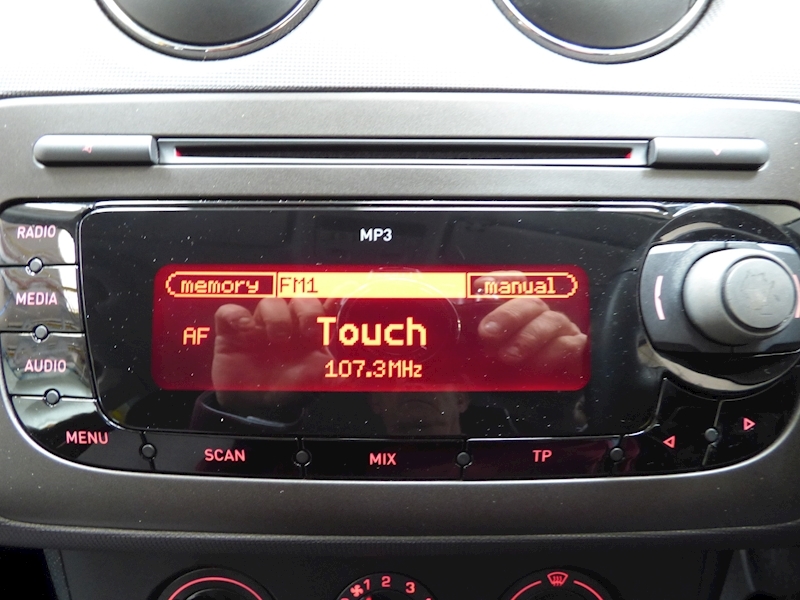 MP3
RADIO
MEDIA
AUDIO
MENU
memory FM1 manual
AF Touch
107.3MHz
SCAN MIX TP
1 2 3